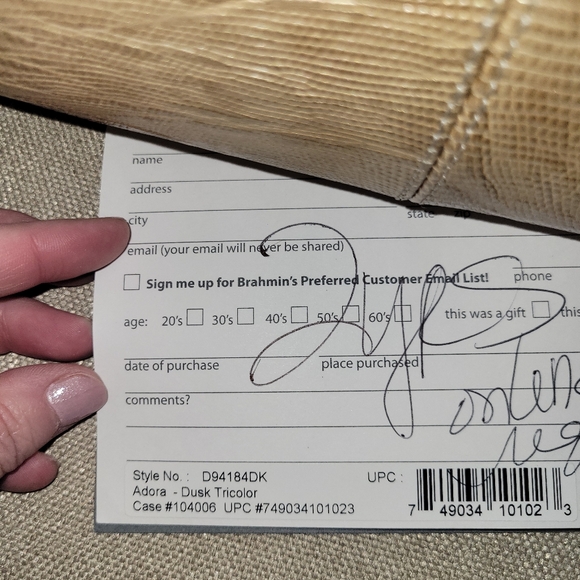 name
address
city state zip
email (your email will never be shared)
Sign me up for Brahmin's Preferred Customer Email List! phone
age: 20's 30's 40's 50's 60's this was a gift this
date of purchase place purchased
comments?
Style No. : D94184DK UPC :
Adora - Dusk Tricolor
Case #104006 UPC #749034101023
7 49034 10102 3